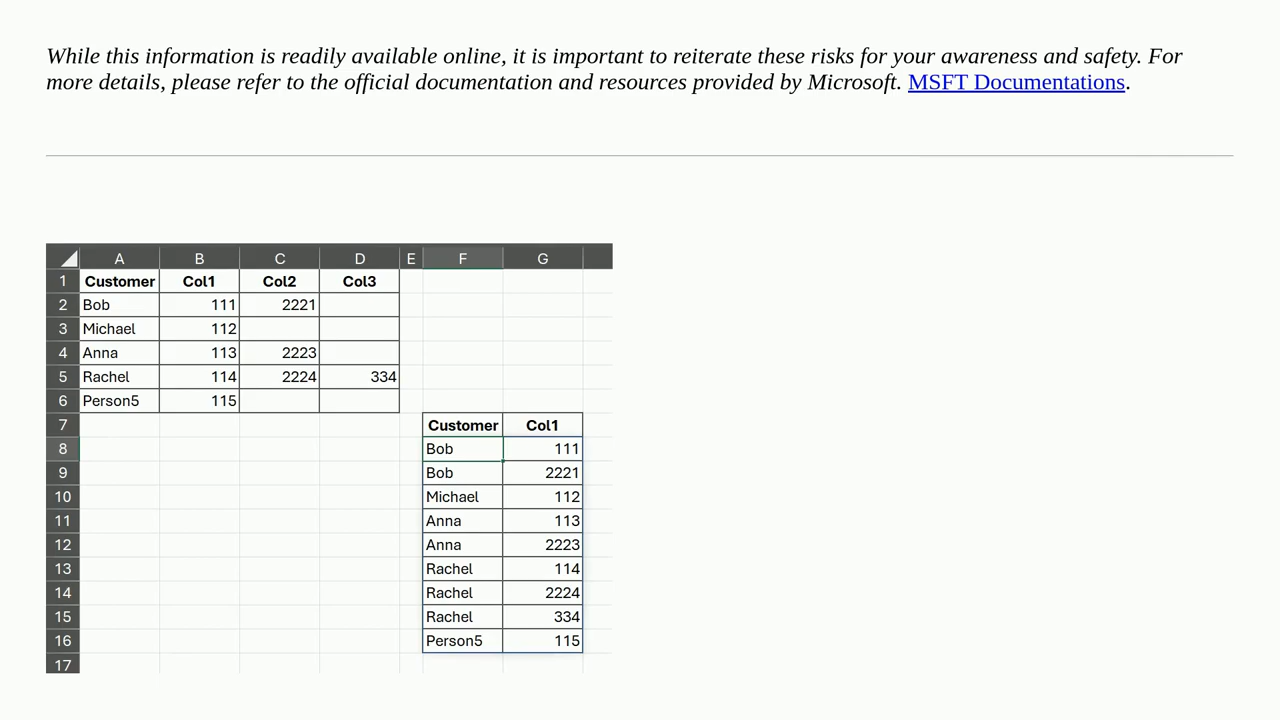 While this information is readily available online, it is important to reiterate these risks for your awareness and safety. For
more details, please refer to the official documentation and resources provided by Microsoft. MSFT Documentations.
A B C D E F G
1 Customer Col1 Col2 Col3
2 Bob 111 2221
3 Michael 112
4 Anna 113 2223
5 Rachel 114 2224 334
6 Person5 115
7 Customer Col1
8 Bob 111
9 Bob 2221
10 Michael 112
11 Anna 113
12 Anna 2223
13 Rachel 114
14 Rachel 2224
15 Rachel 334
16 Person5 115
17